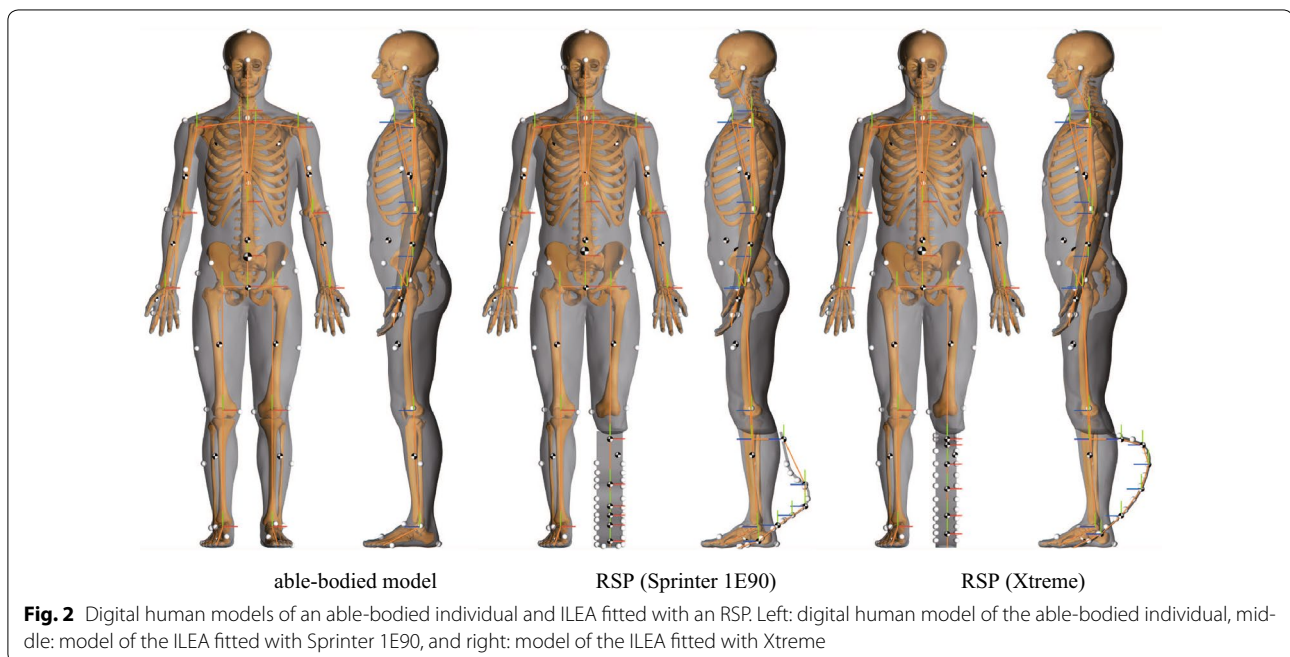 able-bodied model
RSP (Sprinter 1E90)
RSP (Xtreme)
Fig. 2 Digital human models of an able-bodied individual and ILEA fitted with an RSP. Left: digital human model of the able-bodied individual, mid-
dle: model of the ILEA fitted with Sprinter 1E90, and right: model of the ILEA fitted with Xtreme